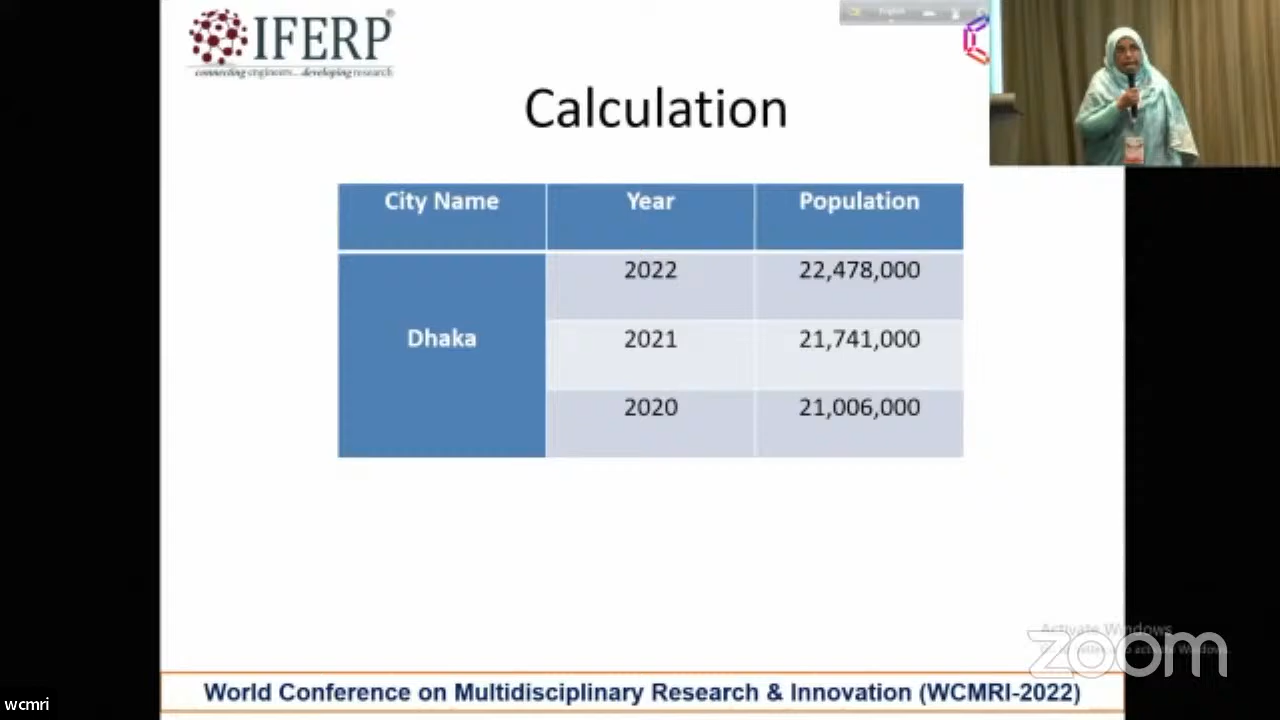 IFERP®
connecting engineers... developing research
English
Calculation
City Name Year Population
Dhaka
2022 22,478,000
2021 21,741,000
2020 21,006,000
Activate Windows
zoom
World Conference on Multidisciplinary Research & Innovation (WCMRI-2022)
wcmri